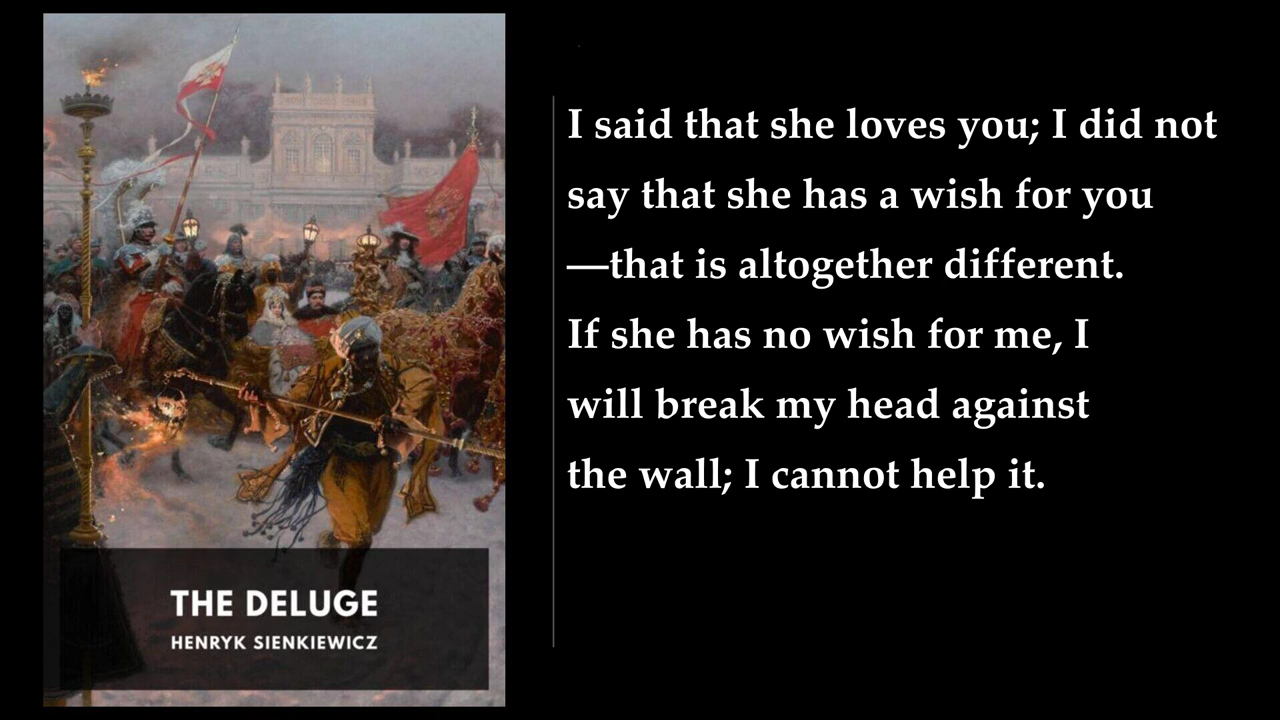 I said that she loves you; I did not
say that she has a wish for you
—that is altogether different.
If she has no wish for me, I
will break my head against
the wall; I cannot help it.
THE DELUGE
HENRYK SIENKIEWICZ